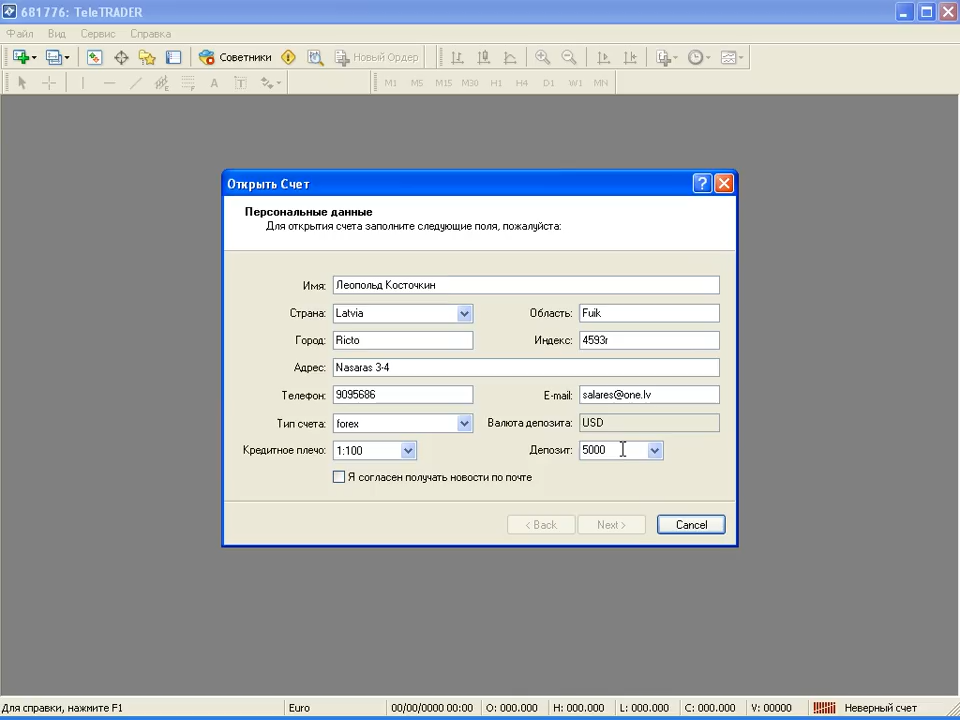 681776: TeleTRADER
Файл Вид Сервис Справка
Советники Новый Ордер
A T M1 M5 M15 M30 H1 H4 D1 W1 MN
Открыть Счет
Персональные данные
Для открытия счета заполните следующие поля, пожалуйста:
Имя: Леопольд Косточкин
Страна: Latvia Область: Fuik
Город: Ricto Индекс: 4593r
Адрес: Nasaras 3-4
Телефон: 9095686 E-mail: salares@one.lv
Тип счета: forex Валюта депозита: USD
Кредитное плечо: 1:100 Депозит: 5000
Я согласен получать новости по почте
< Back Next > Cancel
Для справки, нажмите F1 Euro 00/00/0000 00:00 O: 000.000 H: 000.000 L: 000.000 C: 000.000 V: 00000 Неверный счет